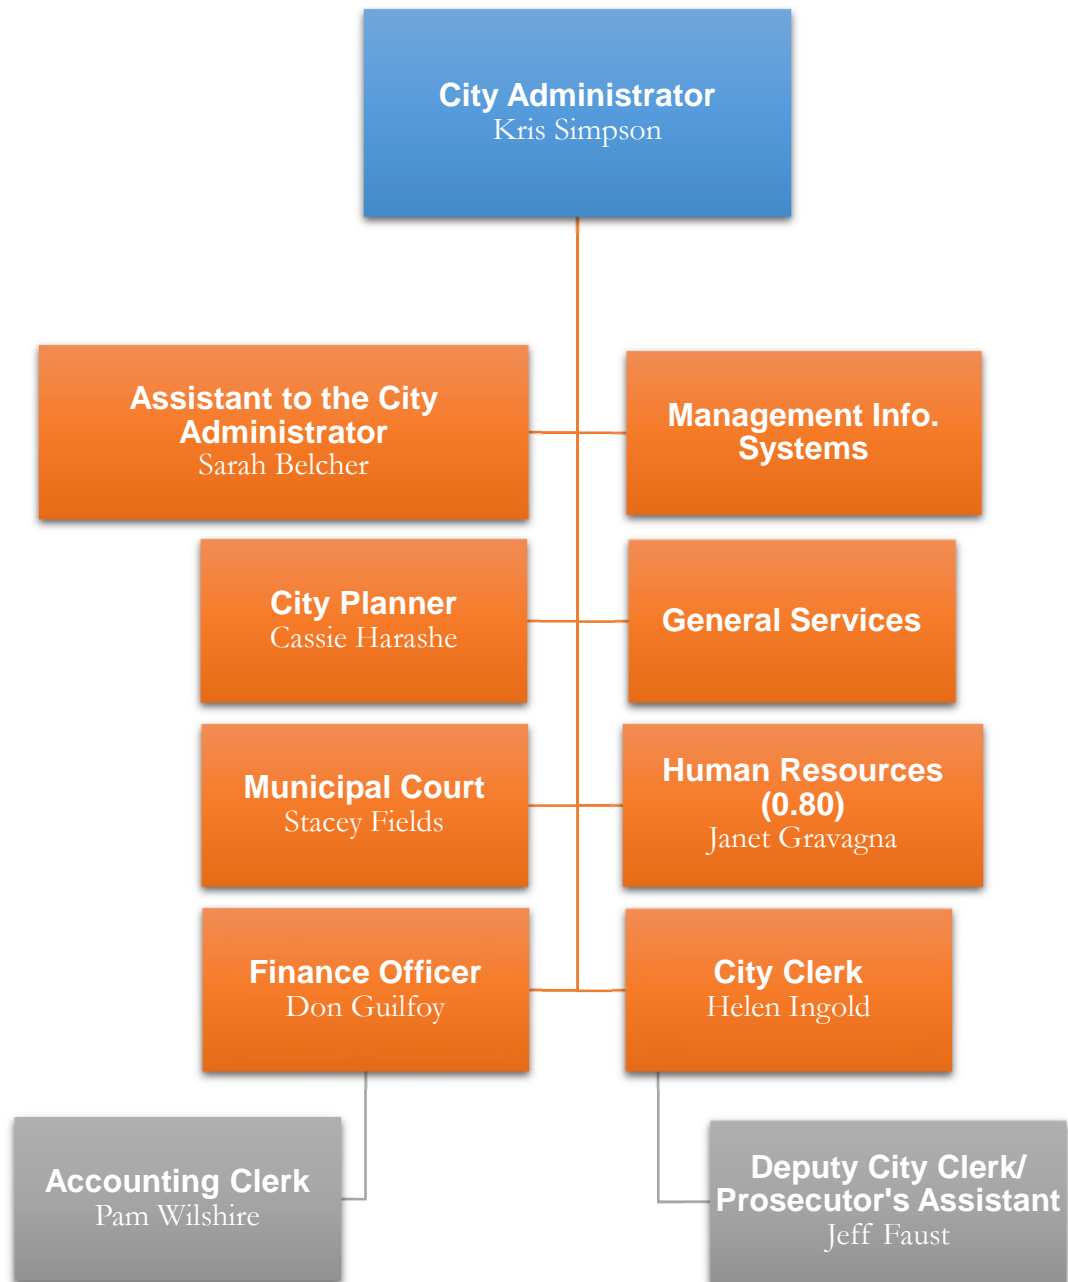 City Administrator
Kris Simpson
Assistant to the City
Administrator
Sarah Belcher
Management Info.
Systems
City Planner
Cassie Harashe
General Services
Municipal Court
Stacey Fields
Human Resources
(0.80)
Janet Gravagna
Finance Officer
Don Guilfoy
City Clerk
Helen Ingold
Accounting Clerk
Pam Wilshire
Deputy City Clerk/
Prosecutor's Assistant
Jeff Faust